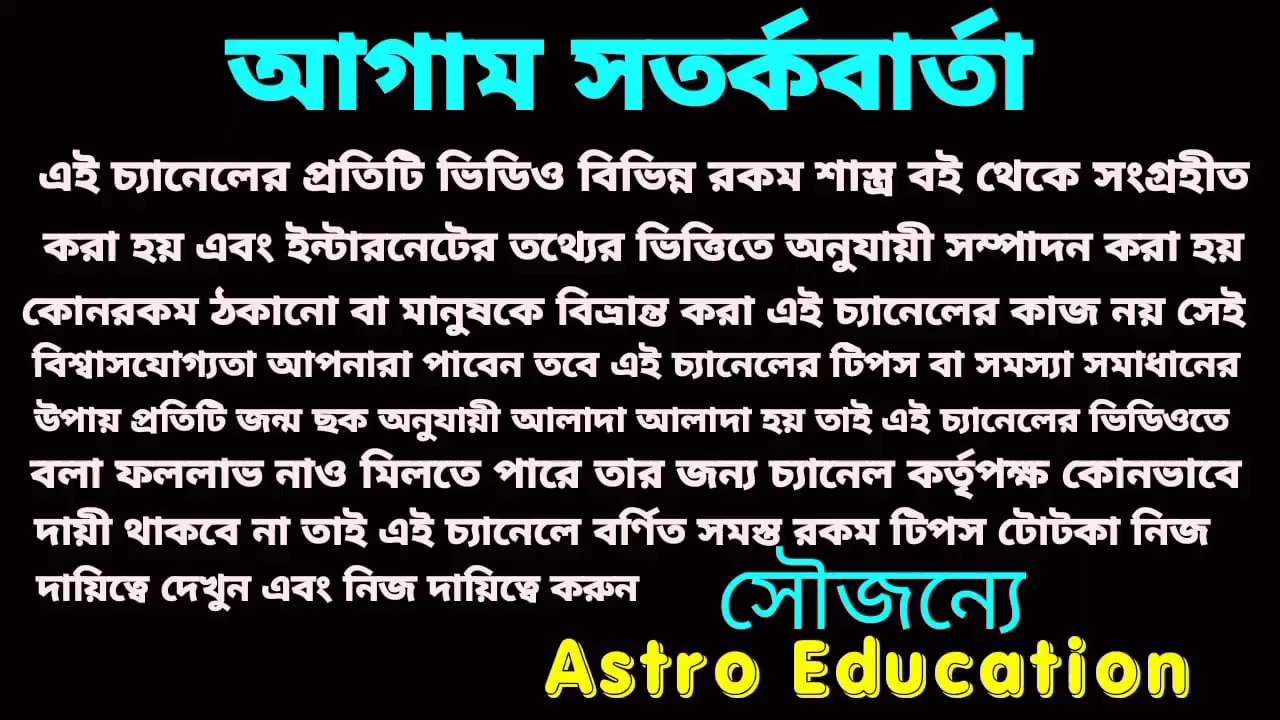 আগাম সতর্কবার্তা
এই চ্যানেলের প্রতিটি ভিডিও বিভিন্ন রকম শাস্ত্র বই থেকে সংগ্রহীত
করা হয় এবং ইন্টারনেটের তথ্যের ভিত্তিতে অনুযায়ী সম্পাদন করা হয়
কোনরকম ঠকানো বা মানুষকে বিভ্রান্ত করা এই চ্যানেলের কাজ নয় সেই
বিশ্বাসযোগ্যতা আপনারা পাবেন তবে এই চ্যানেলের টিপস বা সমস্যা সমাধানের
উপায় প্রতিটি জন্ম ছক অনুযায়ী আলাদা আলাদা হয় তাই এই চ্যানেলের ভিডিওতে
বলা ফললাভ নাও মিলতে পারে তার জন্য চ্যানেল কর্তৃপক্ষ কোনভাবে
দায়ী থাকবে না তাই এই চ্যানেলে বর্ণিত সমস্ত রকম টিপস টোটকা নিজ
দায়িত্বে দেখুন এবং নিজ দায়িত্বে করুন
সৌজন্যে
Astro Education